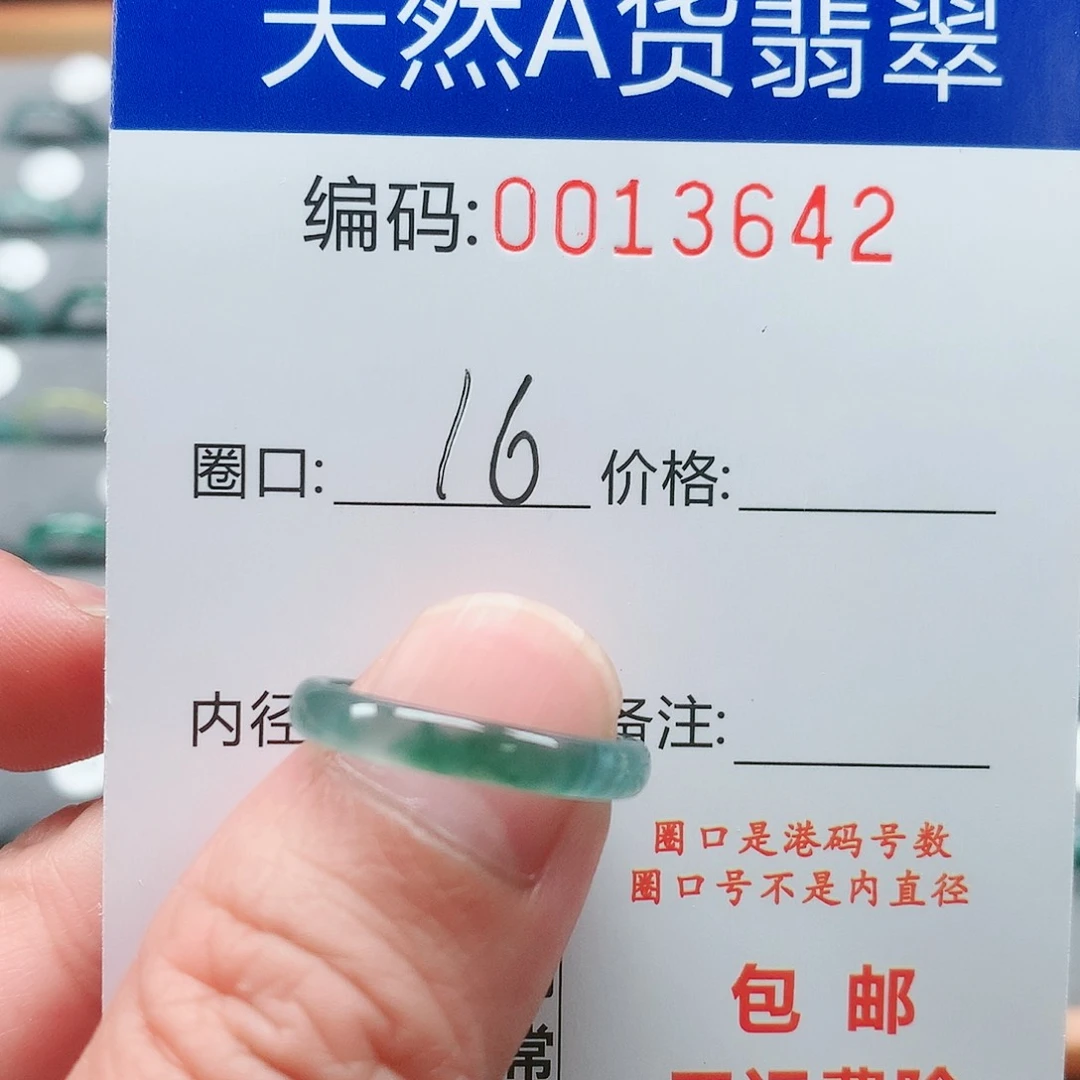 天然A货翡翠
编码:0013642
圈口: 16 价格:
内径 备注:
圈口是港码号数
圈口号不是内直径
包邮
常